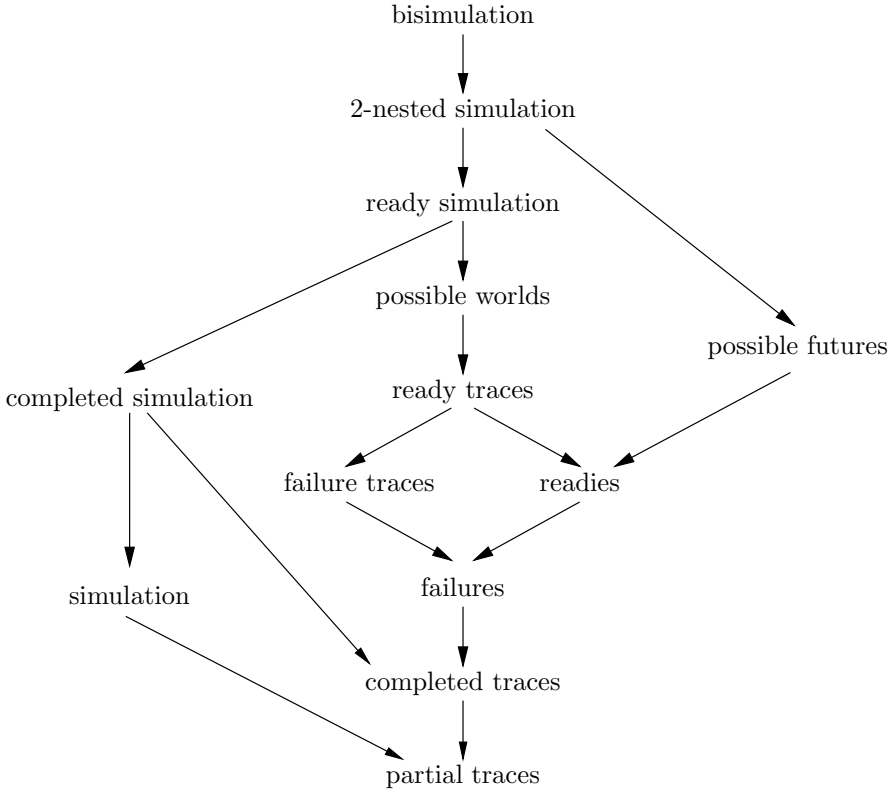 bisimulation
2-nested simulation
ready simulation
possible worlds
possible futures
ready traces
completed simulation
failure traces
readies
failures
simulation
completed traces
partial traces